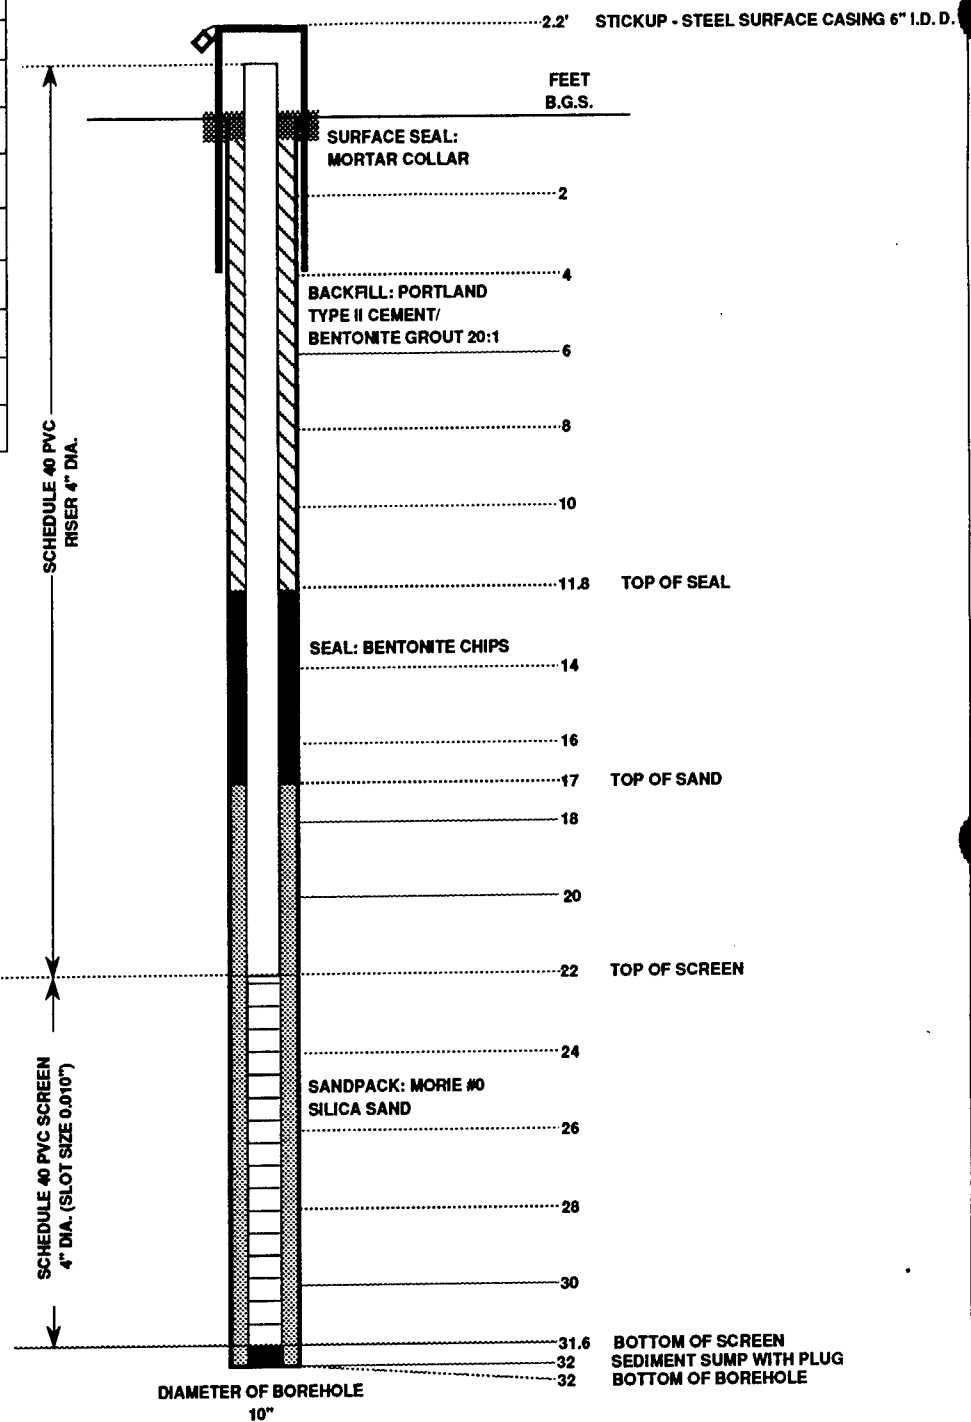 2.2' STICKUP - STEEL SURFACE CASING 6" I.D. D.
FEET
B.G.S.
SURFACE SEAL:
MORTAR COLLAR
2
4
BACKFILL: PORTLAND
TYPE II CEMENT/
BENTONITE GROUT 20:1
6
8
SCHEDULE 40 PVC
RISER 4" DIA.
10
11.8 TOP OF SEAL
SEAL: BENTONITE CHIPS
14
16
17 TOP OF SAND
18
20
22 TOP OF SCREEN
24
SANDPACK: MORIE #0
SILICA SAND
26
SCHEDULE 40 PVC SCREEN
4" DIA. (SLOT SIZE 0.010")
28
30
31.6 BOTTOM OF SCREEN
32 SEDIMENT SUMP WITH PLUG
32 BOTTOM OF BOREHOLE
DIAMETER OF BOREHOLE
10"